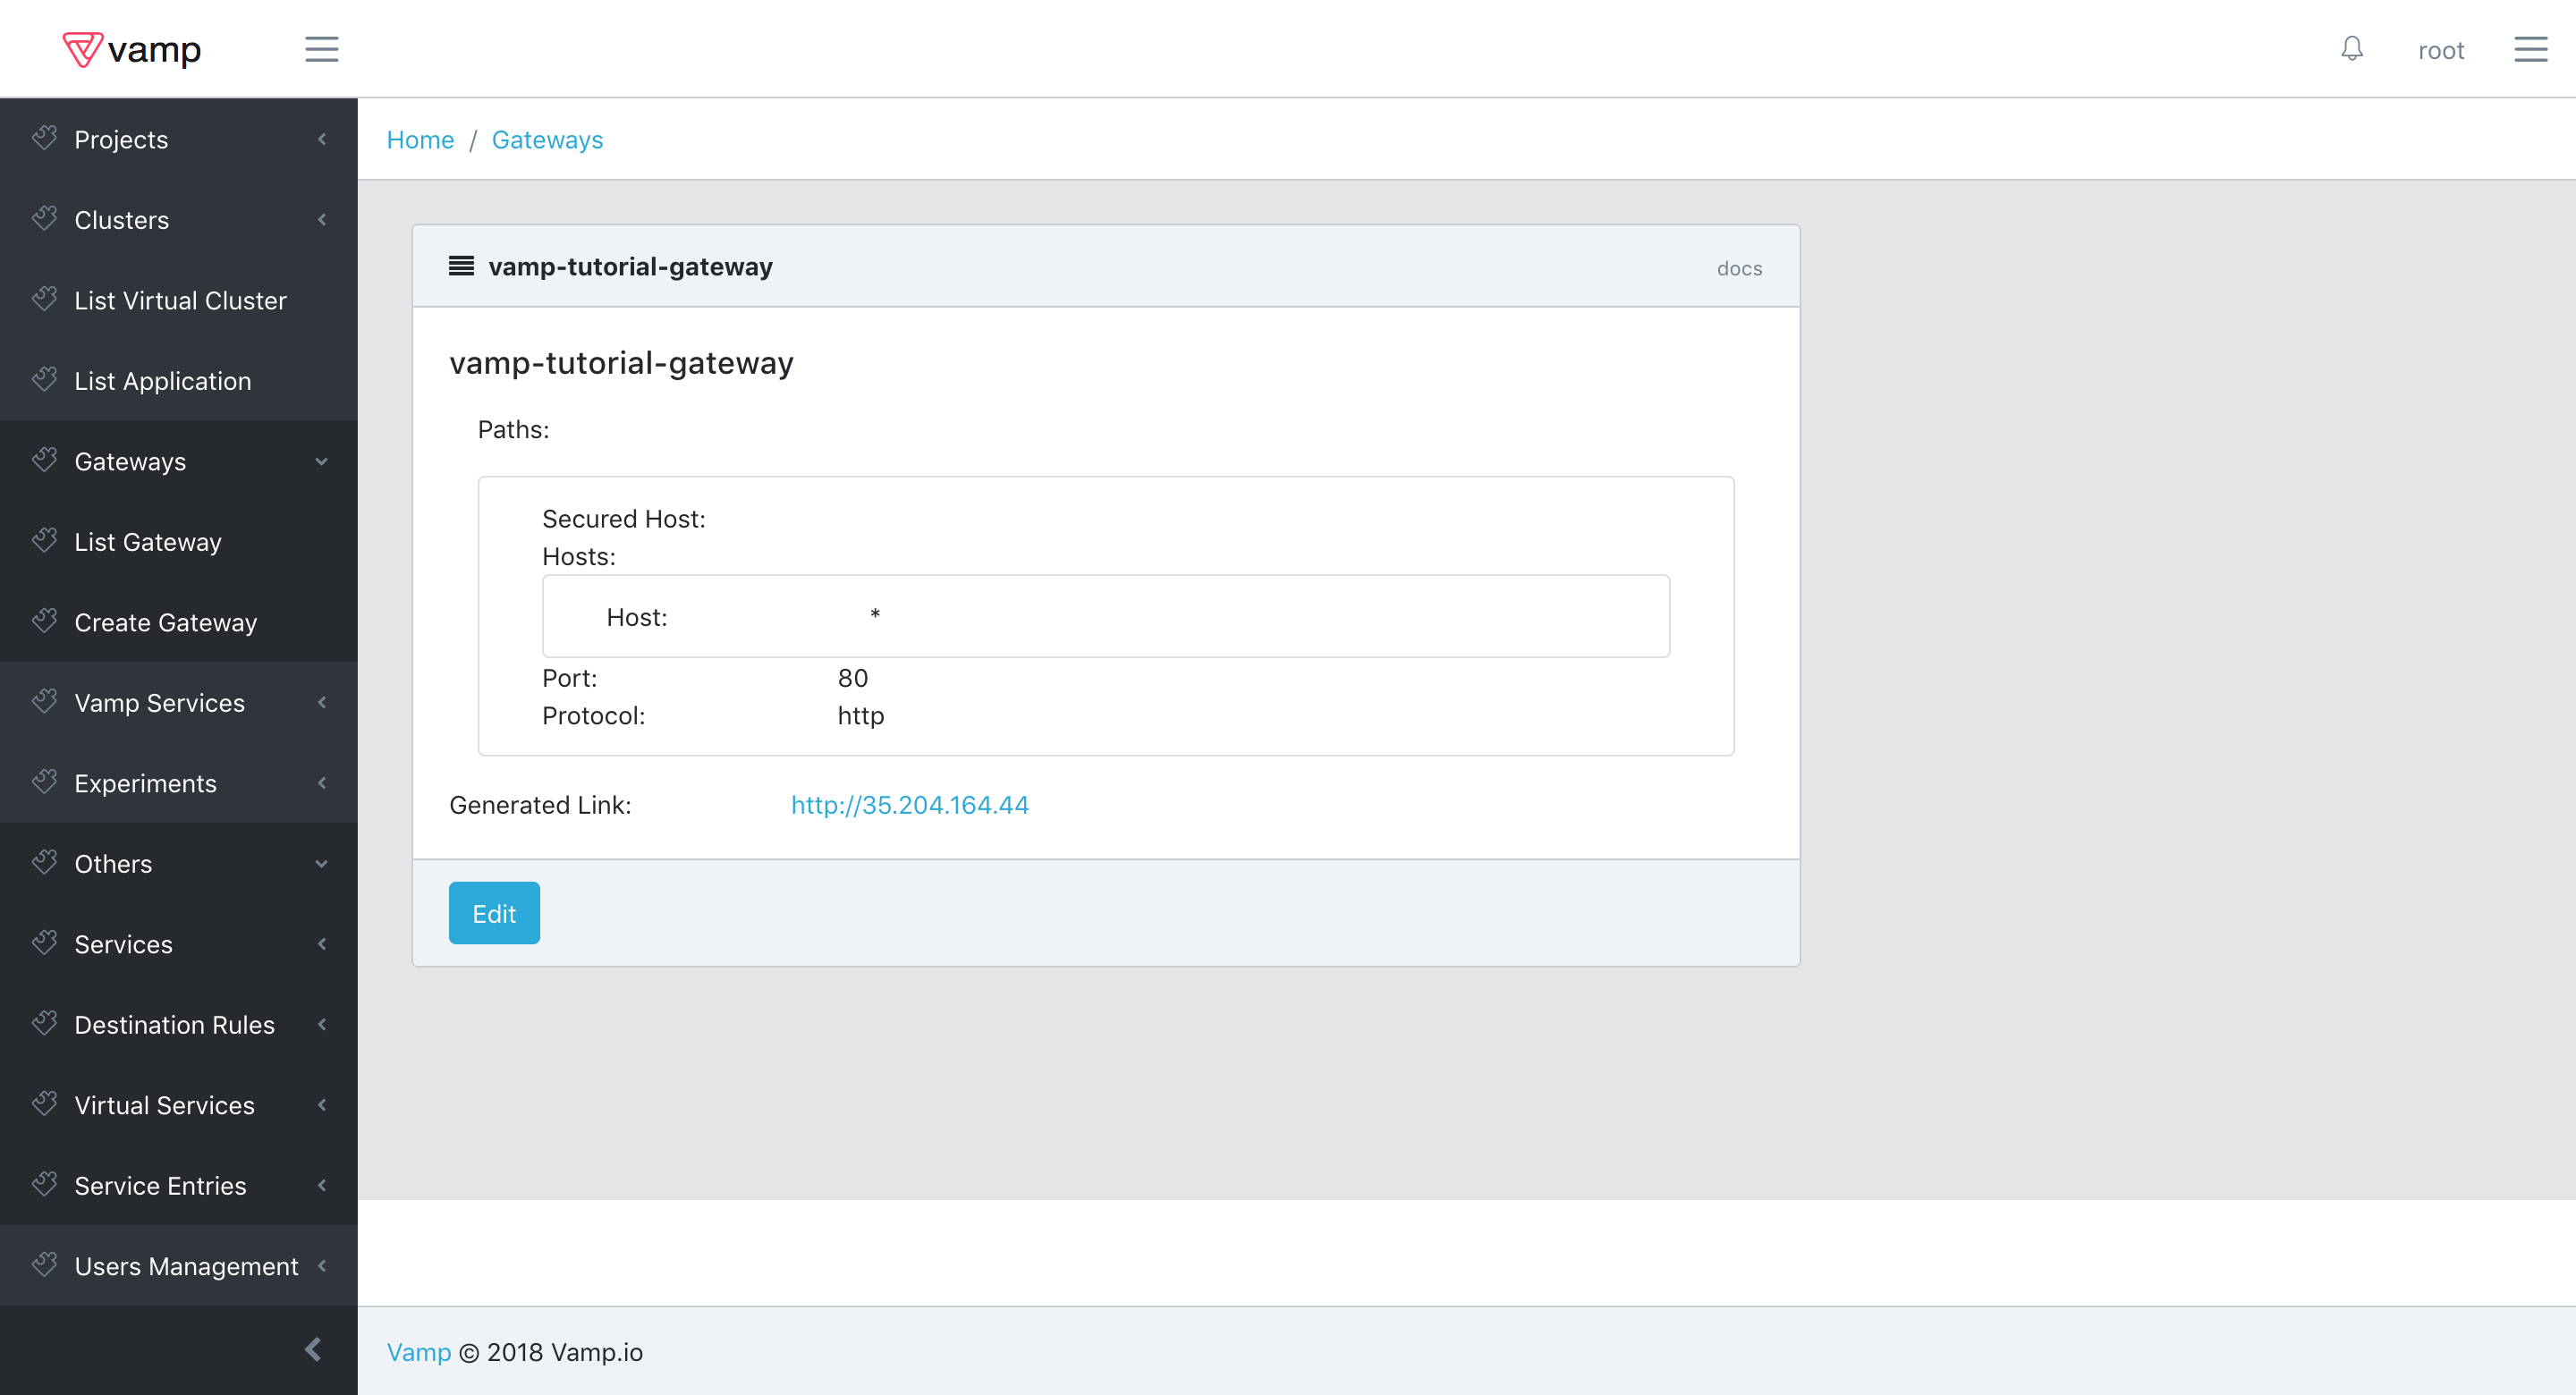 vamp
root
Projects
Clusters
List Virtual Cluster
List Application
Gateways
List Gateway
Create Gateway
Vamp Services
Experiments
Others
Services
Destination Rules
Virtual Services
Service Entries
Users Management
Home / Gateways
vamp-tutorial-gateway docs
vamp-tutorial-gateway
Paths:
Secured Host:
Hosts:
Host: *
Port: 80
Protocol: http
Generated Link: http://35.204.164.44
Edit
Vamp © 2018 Vamp.io